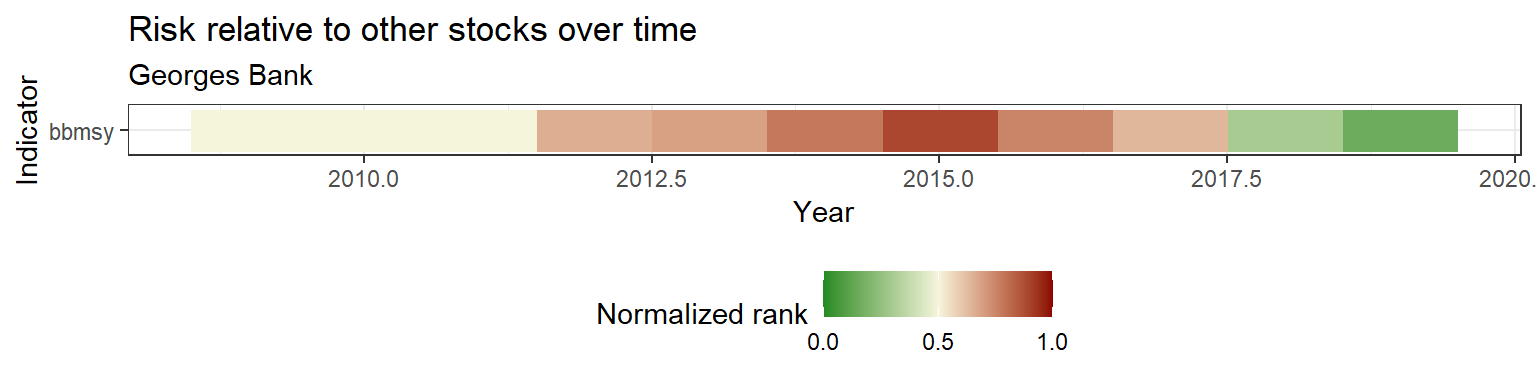 Risk relative to other stocks over time
Georges Bank
Indicator
bbmsy
2010.0 2012.5 2015.0 2017.5 2020.
Year
Normalized rank
0.0 0.5 1.0